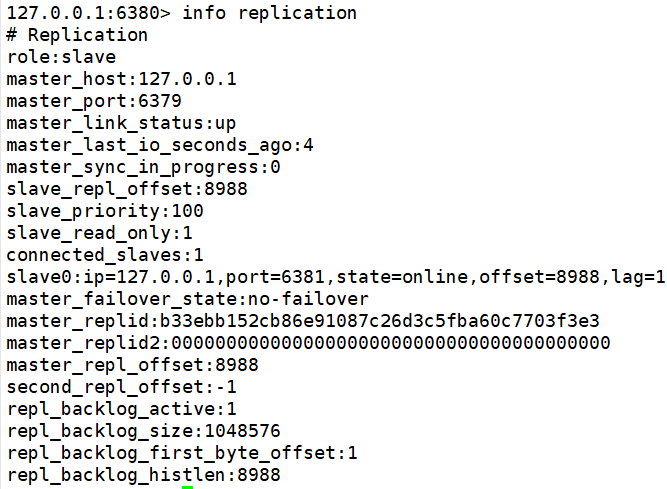 127.0.0.1:6380> info replication
# Replication
role:slave
master_host:127.0.0.1
master_port:6379
master_link_status:up
master_last_io_seconds_ago:4
master_sync_in_progress:0
slave_repl_offset:8988
slave_priority:100
slave_read_only:1
connected_slaves:1
slave0:ip=127.0.0.1,port=6381,state=online,offset=8988,lag=1
master_failover_state:no-failover
master_replid:b33ebb152cb86e91087c26d3c5fba60c7703f3e3
master_replid2:0000000000000000000000000000000000000000
master_repl_offset:8988
second_repl_offset:-1
repl_backlog_active:1
repl_backlog_size:1048576
repl_backlog_first_byte_offset:1
repl_backlog_histlen:8988